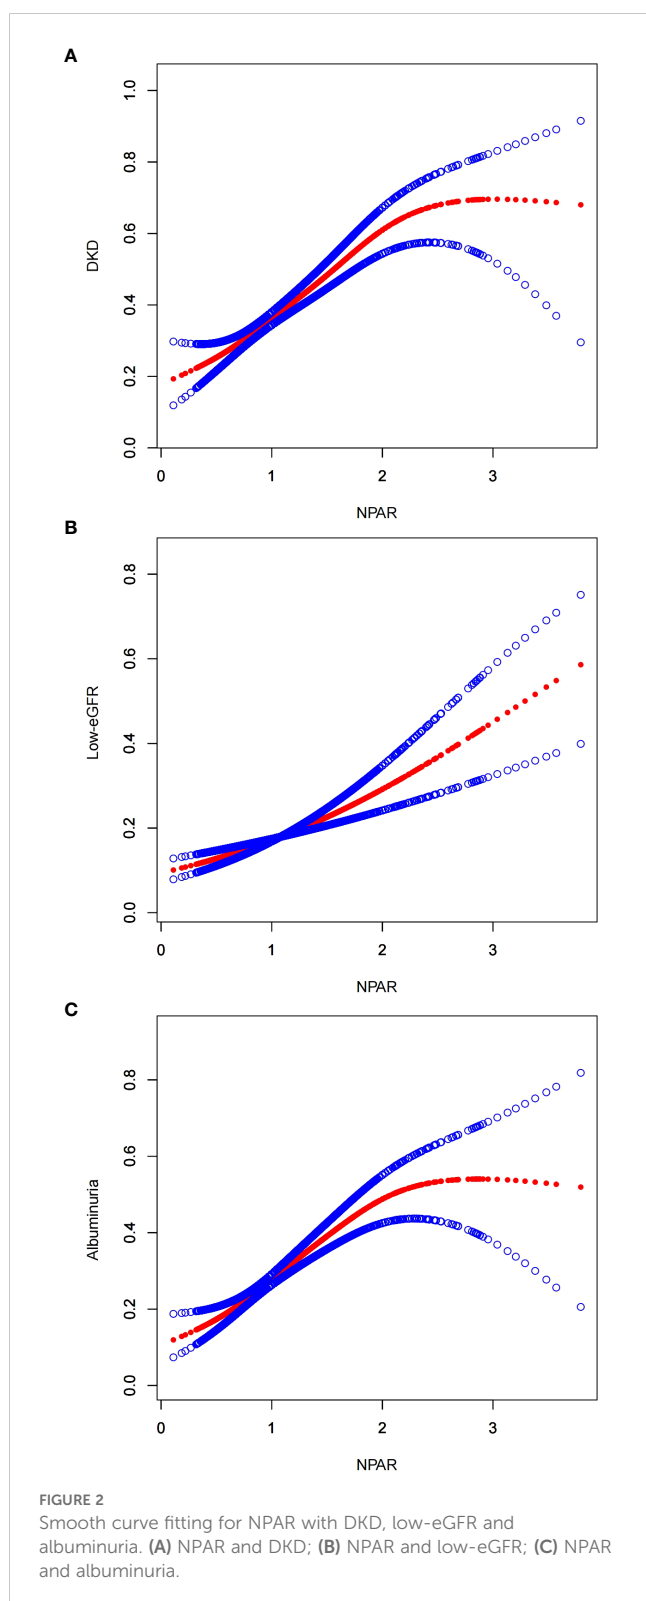 A
1.0
0.8
0.6
0.4
0.2
0.0
DKD
0 1 2 3
NPAR
B
0.8
0.6
0.4
0.2
0.0
Low-eGFR
0 1 2 3
NPAR
C
0.8
0.6
0.4
0.2
0.0
Albuminuria
0 1 2 3
NPAR
FIGURE 2
Smooth curve fitting for NPAR with DKD, low-eGFR and
albuminuria. (A) NPAR and DKD; (B) NPAR and low-eGFR; (C) NPAR
and albuminuria.